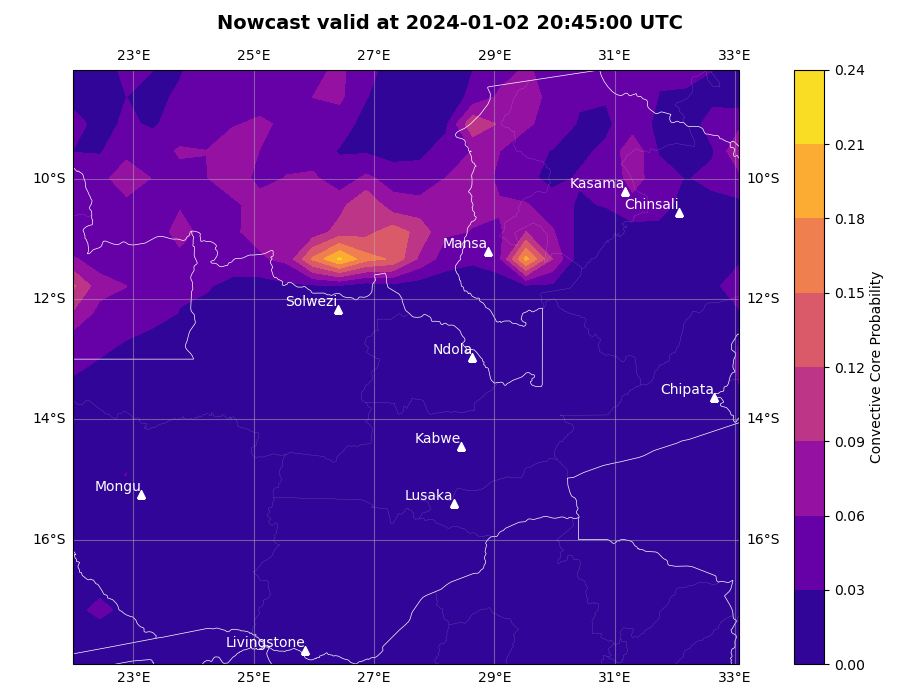 Nowcast valid at 2024-01-02 20:45:00 UTC
23°E 25°E 27°E 29°E 31°E 33°E
0.24
0.21
10°S Kasama 10°S
Chinsali
0.18
Mansa
0.15
12°S Solwezi 12°S
Convective Core Probability
0.12
Ndola
Chipata
0.09
14°S 14°S
Kabwe
0.06
Mongu
Lusaka
16°S 16°S
0.03
Livingstone
0.00
23°E 25°E 27°E 29°E 31°E 33°E